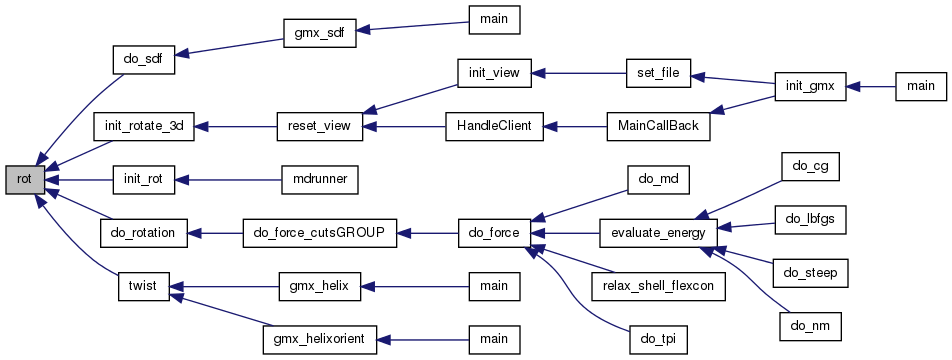 main
gmx_sdf
do_sdf
init_view
set_file
init_gmx
main
init_rotate_3d
reset_view
HandleClient
MainCallBack
rot
init_rot
mdrunner
do_md
do_cg
do_rotation
do_force_cutsGROUP
do_force
evaluate_energy
do_lbfgs
do_steep
twist
gmx_helix
main
relax_shell_flexcon
do_nm
gmx_helixorient
main
do_tpi